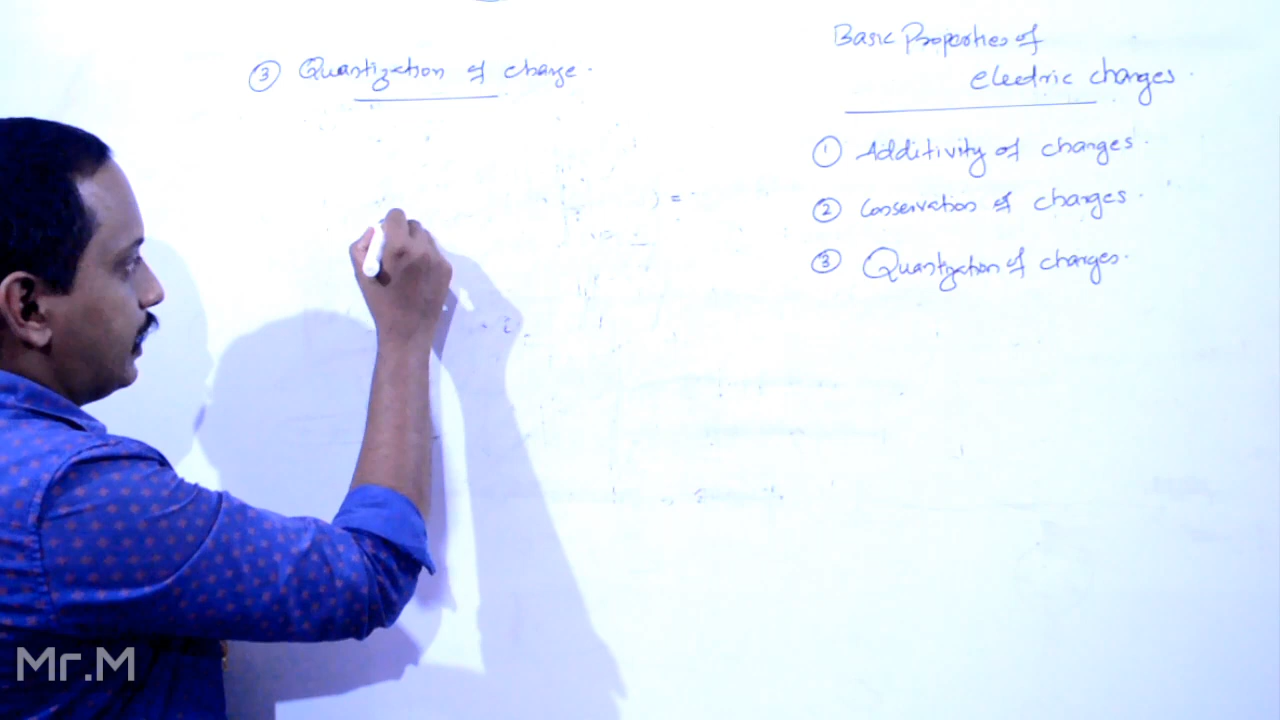 ③ Quantization of charge.
Basic Properties of
electric charges.
① Additivity of charges.
② Conservation of charges.
③ Quantization of charges.
Mr.M